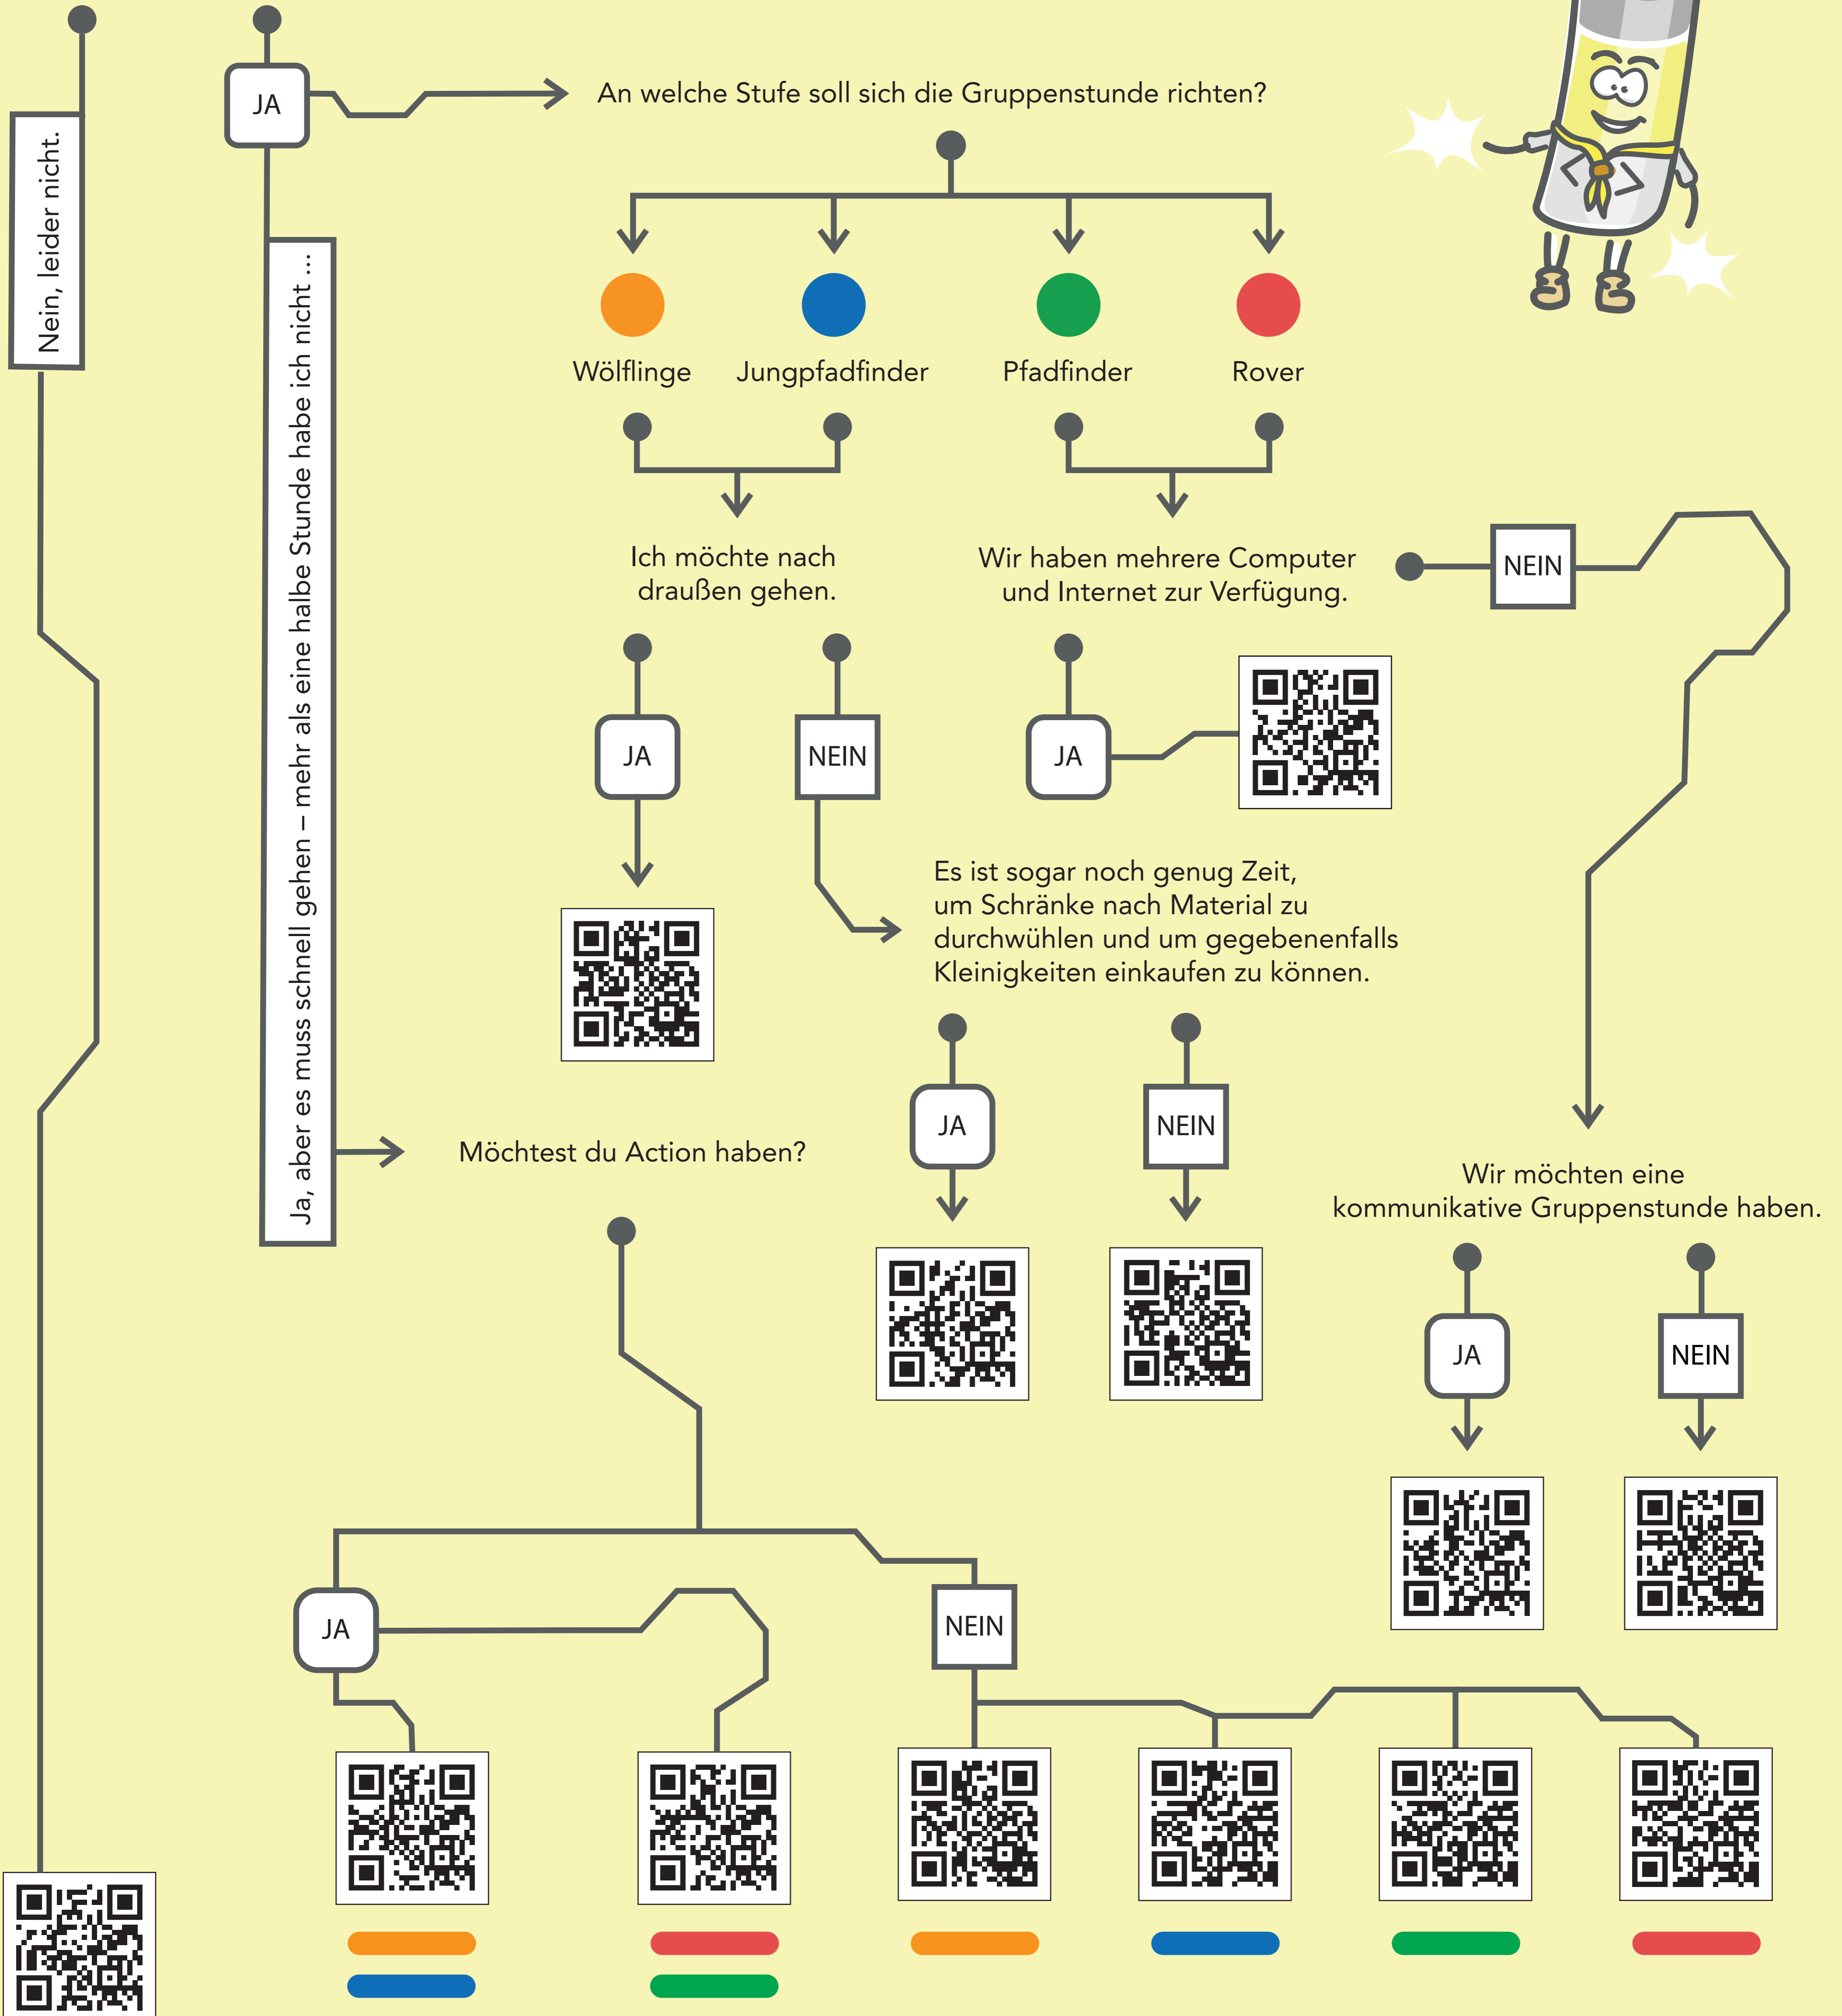 Nein, leider nicht.
JA
An welche Stufe soll sich die Gruppenstunde richten?
Ja, aber es muss schnell gehen – mehr als eine halbe Stunde habe ich nicht ...
Wölflinge
Jungpfadfinder
Pfadfinder
Rover
Ich möchte nach
draußen gehen.
Wir haben mehrere Computer
und Internet zur Verfügung.
NEIN
JA
NEIN
JA
Es ist sogar noch genug Zeit,
um Schränke nach Material zu
durchwühlen und um gegebenenfalls
Kleinigkeiten einkaufen zu können.
JA
NEIN
Möchtest du Action haben?
Wir möchten eine
kommunikative Gruppenstunde haben.
JA
NEIN
JA
NEIN